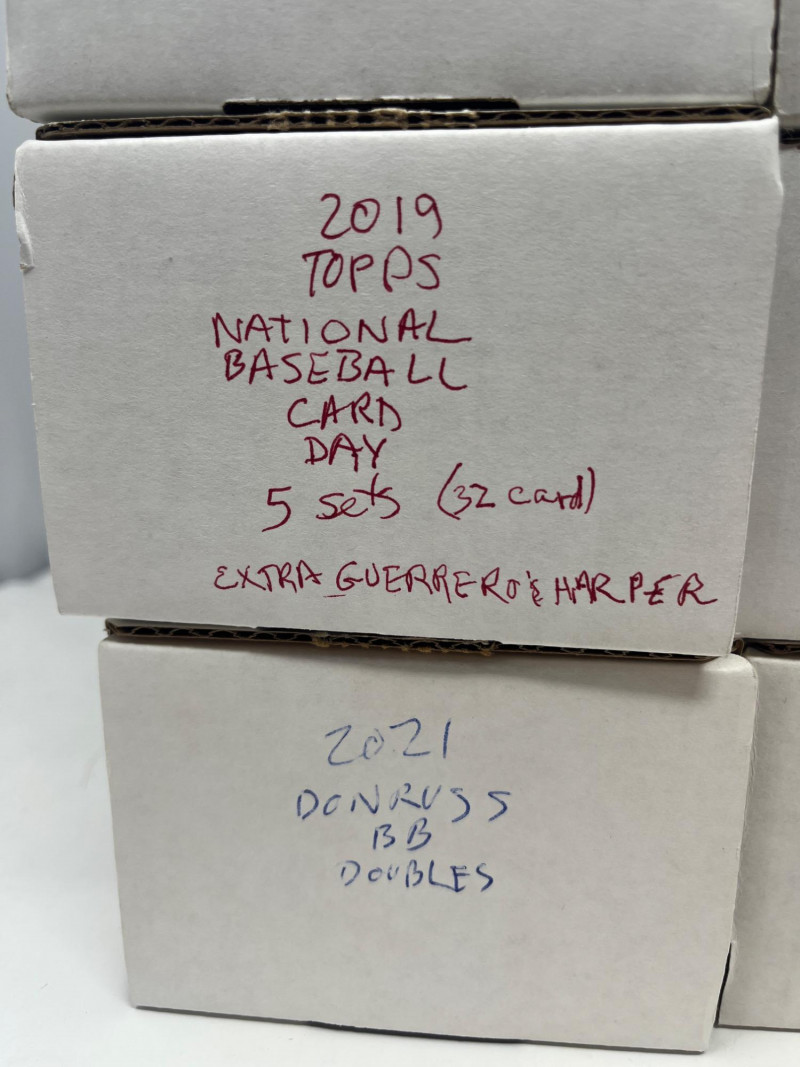 2019
TOPPS
NATIONAL
BASEBALL
CARD
DAY
5 sets (32 card)
EXTRA GUERRERO & HARPER
2021
DONRUSS
BB
DOUBLES